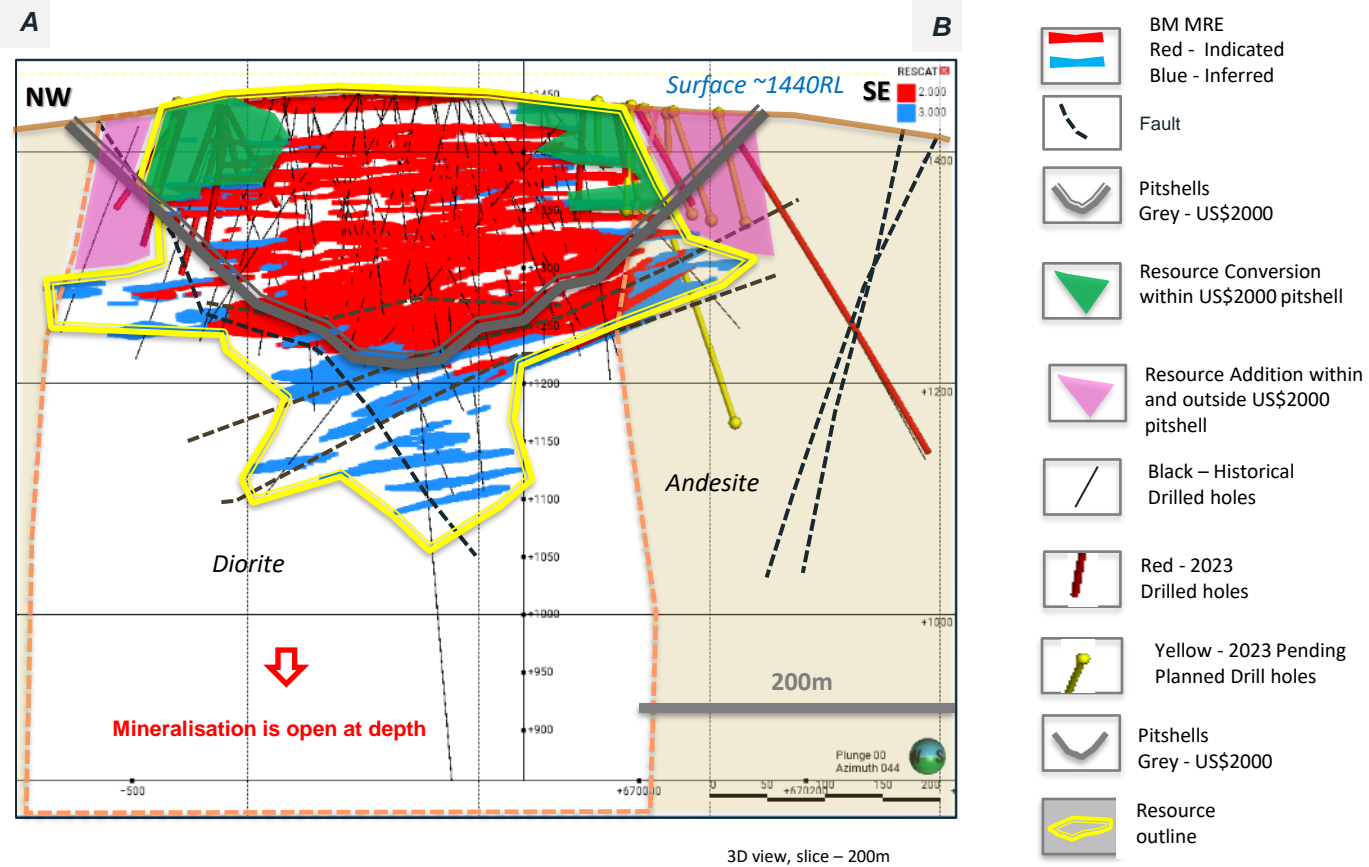 A
B
NW
Surface ~1440RL
SE
RESCAT
2.000
3.000
+1450
+1400
+1350
+1300
+1250
+1200
+1200
+1150
+1100
+1050
+1000
+1000
+950
+900
Andesite
Diorite
Mineralisation is open at depth
200m
Plunge 00
Azimuth 044
−500
0 50 100 150 200
+670200
3D view, slice – 200m
BM MRE
Red - Indicated
Blue - Inferred
Fault
Pitshells
Grey - US$2000
Resource Conversion
within US$2000 pitshell
Resource Addition within
and outside US$2000
pitshell
Black – Historical
Drilled holes
Red - 2023
Drilled holes
Yellow - 2023 Pending
Planned Drill holes
Pitshells
Grey - US$2000
Resource
outline